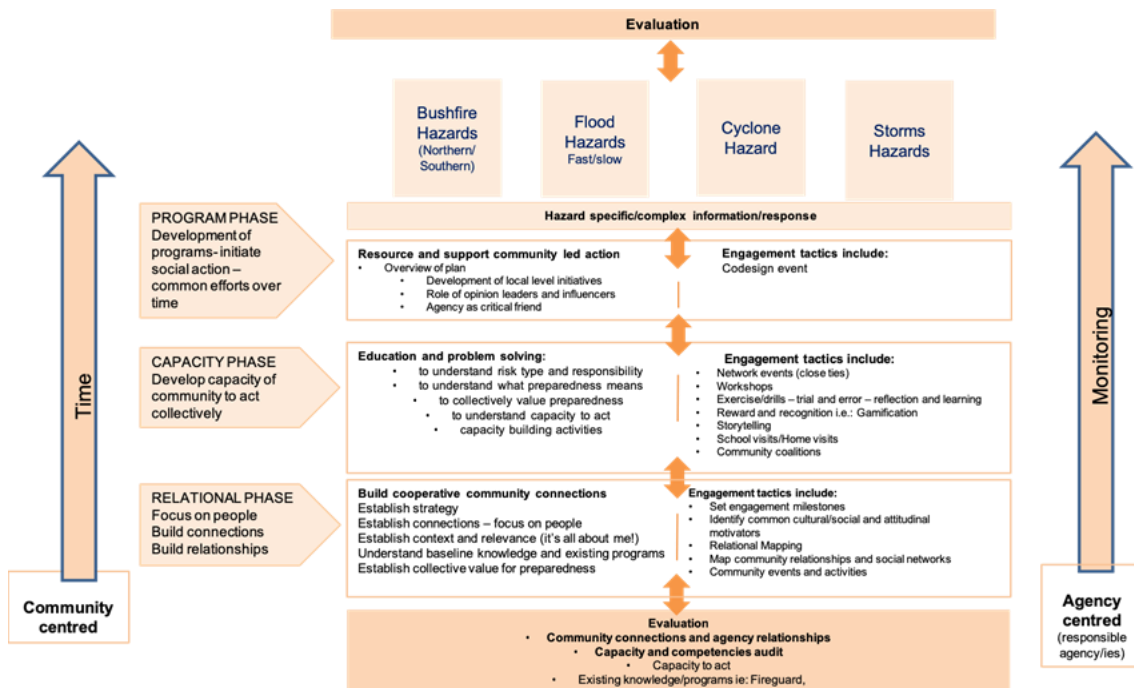 Evaluation
Bushfire
Hazards
(Northern/
Southern)
Flood
Hazards
Fast/slow
Cyclone
Hazard
Storms
Hazards
Hazard specific/complex information/response
PROGRAM PHASE
Development of
programs- initiate
social action –
common efforts over
time
Resource and support community led action
• Overview of plan
• Development of local level initiatives
• Role of opinion leaders and influencers
• Agency as critical friend
Engagement tactics include:
Codesign event
CAPACITY PHASE
Develop capacity of
community to act
collectively
Education and problem solving:
• to understand risk type and responsibility
• to understand what preparedness means
• to collectively value preparedness
• to understand capacity to act
• capacity building activities
Engagement tactics include:
• Network events (close ties)
• Workshops
• Exercise/drills – trial and error – reflection and learning
• Reward and recognition i.e.: Gamification
• Storytelling
• School visits/Home visits
• Community coalitions
RELATIONAL PHASE
Focus on people
Build connections
Build relationships
Build cooperative community connections
Establish strategy
Establish connections – focus on people
Establish context and relevance (it's all about me!)
Understand baseline knowledge and existing programs
Establish collective value for preparedness
Engagement tactics include:
• Set engagement milestones
• Identify common cultural/social and attitudinal
motivators
• Relational Mapping
• Map community relationships and social networks
• Community events and activities
Evaluation
• Community connections and agency relationships
• Capacity and competencies audit
• Capacity to act
• Existing knowledge/programs ie: Fireguard,
Time
Community
centred
Monitoring
Agency
centred
(responsible
agency/ies)